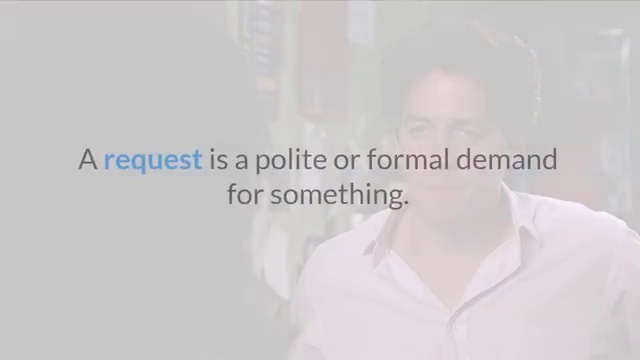 A request is a polite or formal demand
for something.